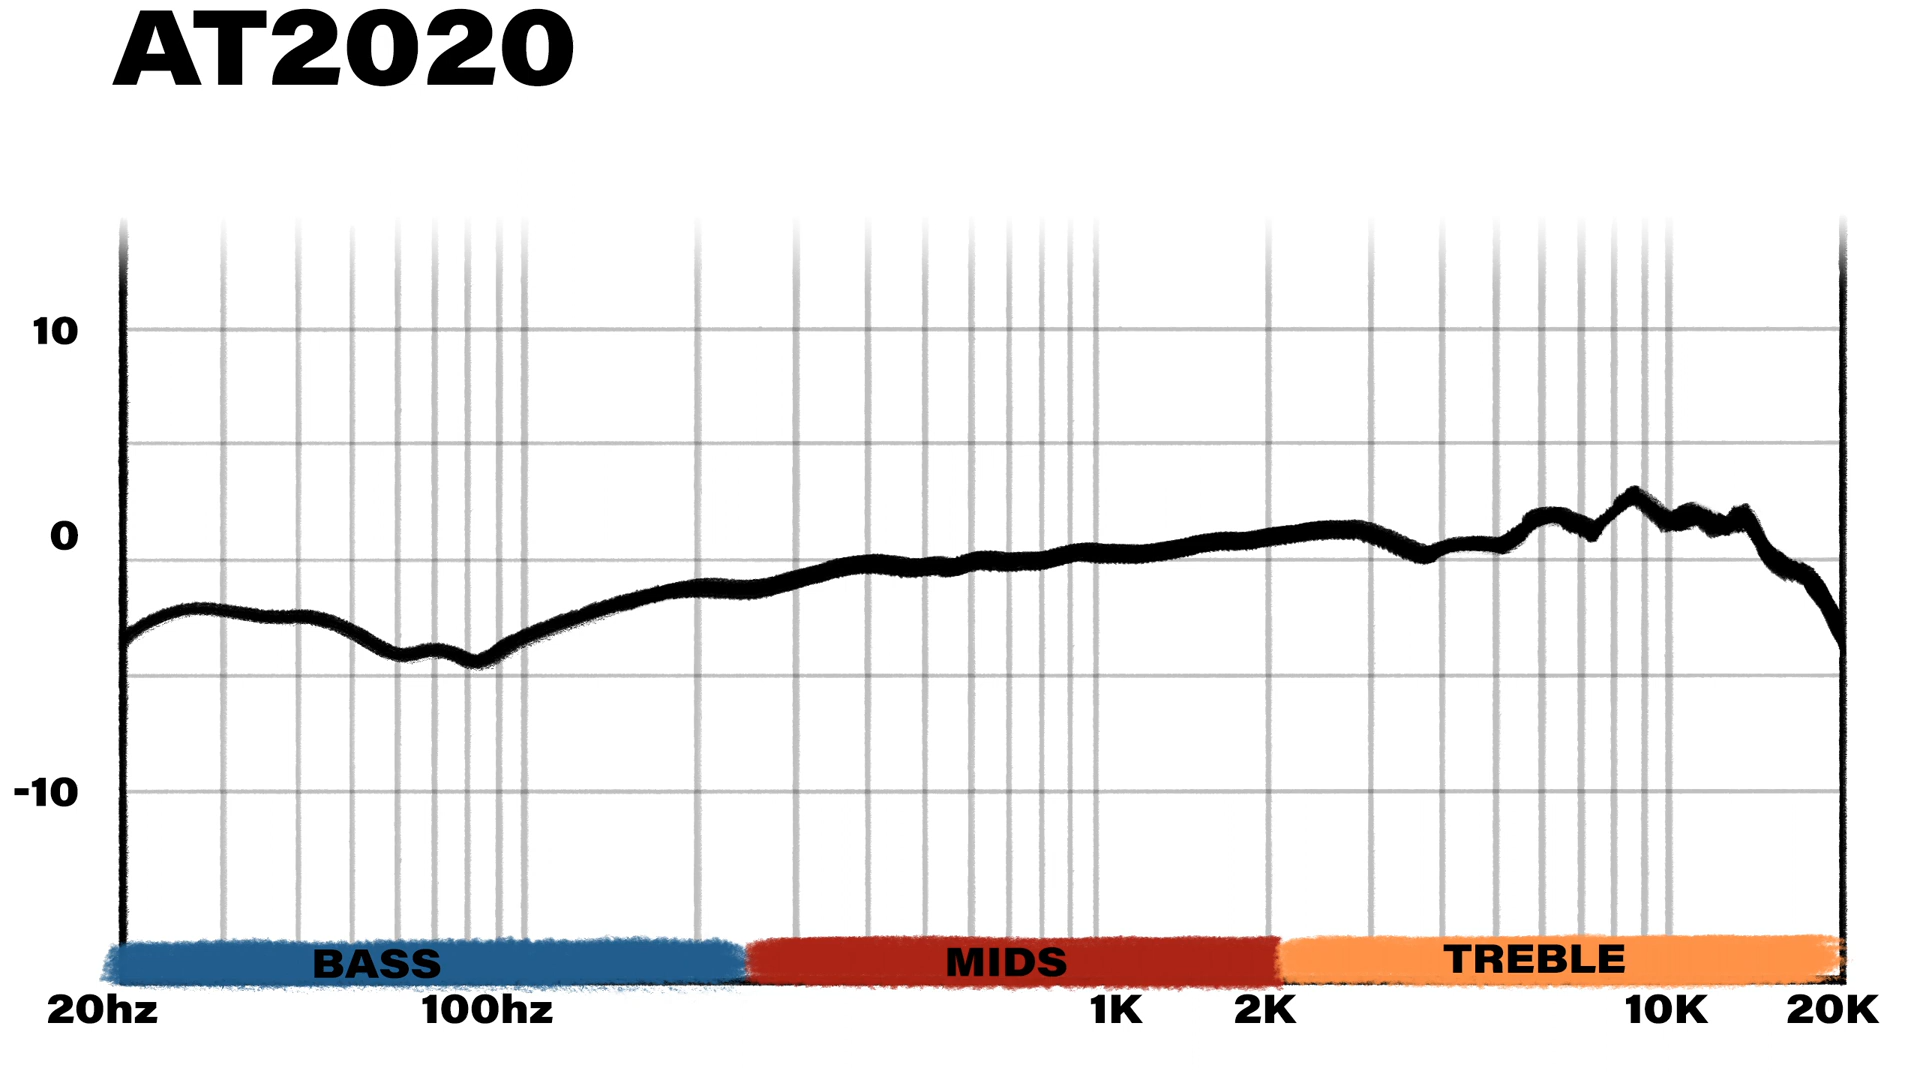 AT2020
10
0
-10
BASS MIDS TREBLE
20hz 100hz 1K 2K 10K 20K